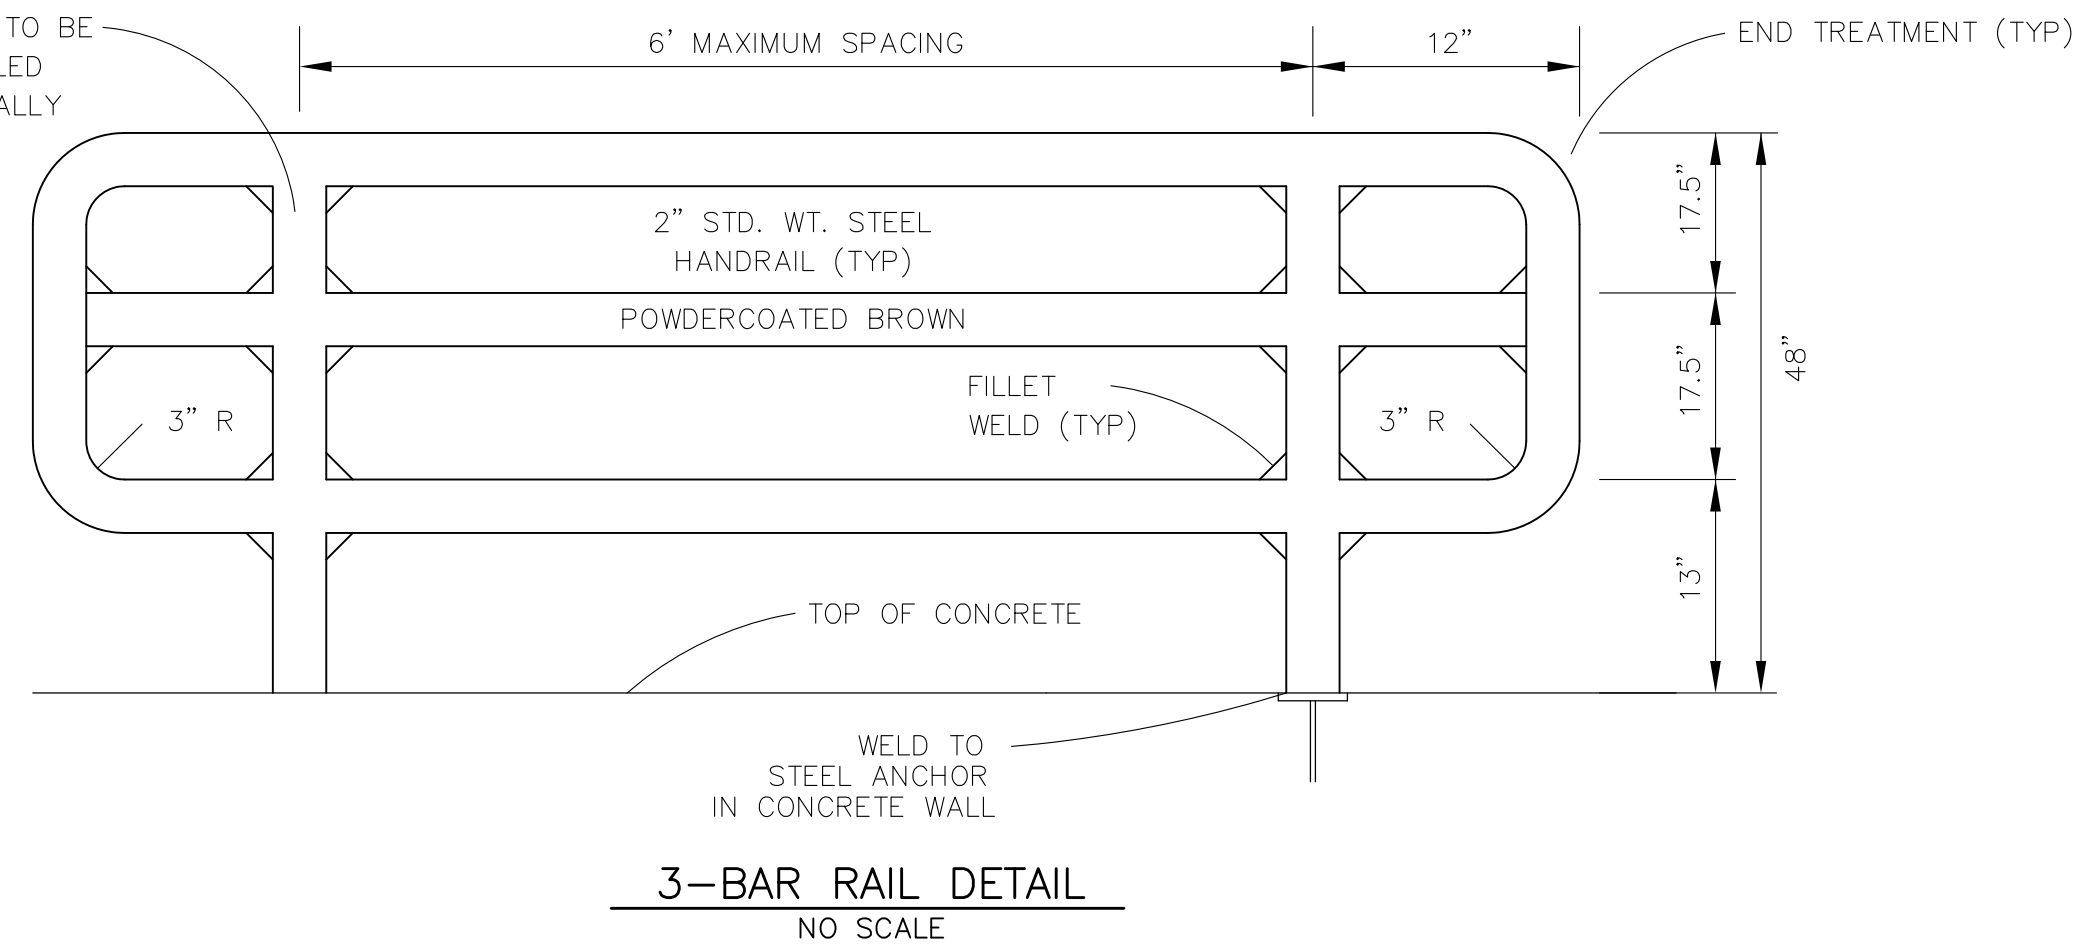 TO BE
LED
ALLY
6' MAXIMUM SPACING
12"
END TREATMENT (TYP)
2" STD. WT. STEEL
HANDRAIL (TYP)
POWDERCOATED BROWN
FILLET
WELD (TYP)
3" R
3" R
17.5"
17.5"
13"
48"
TOP OF CONCRETE
WELD TO
STEEL ANCHOR
IN CONCRETE WALL
3-BAR RAIL DETAIL
NO SCALE